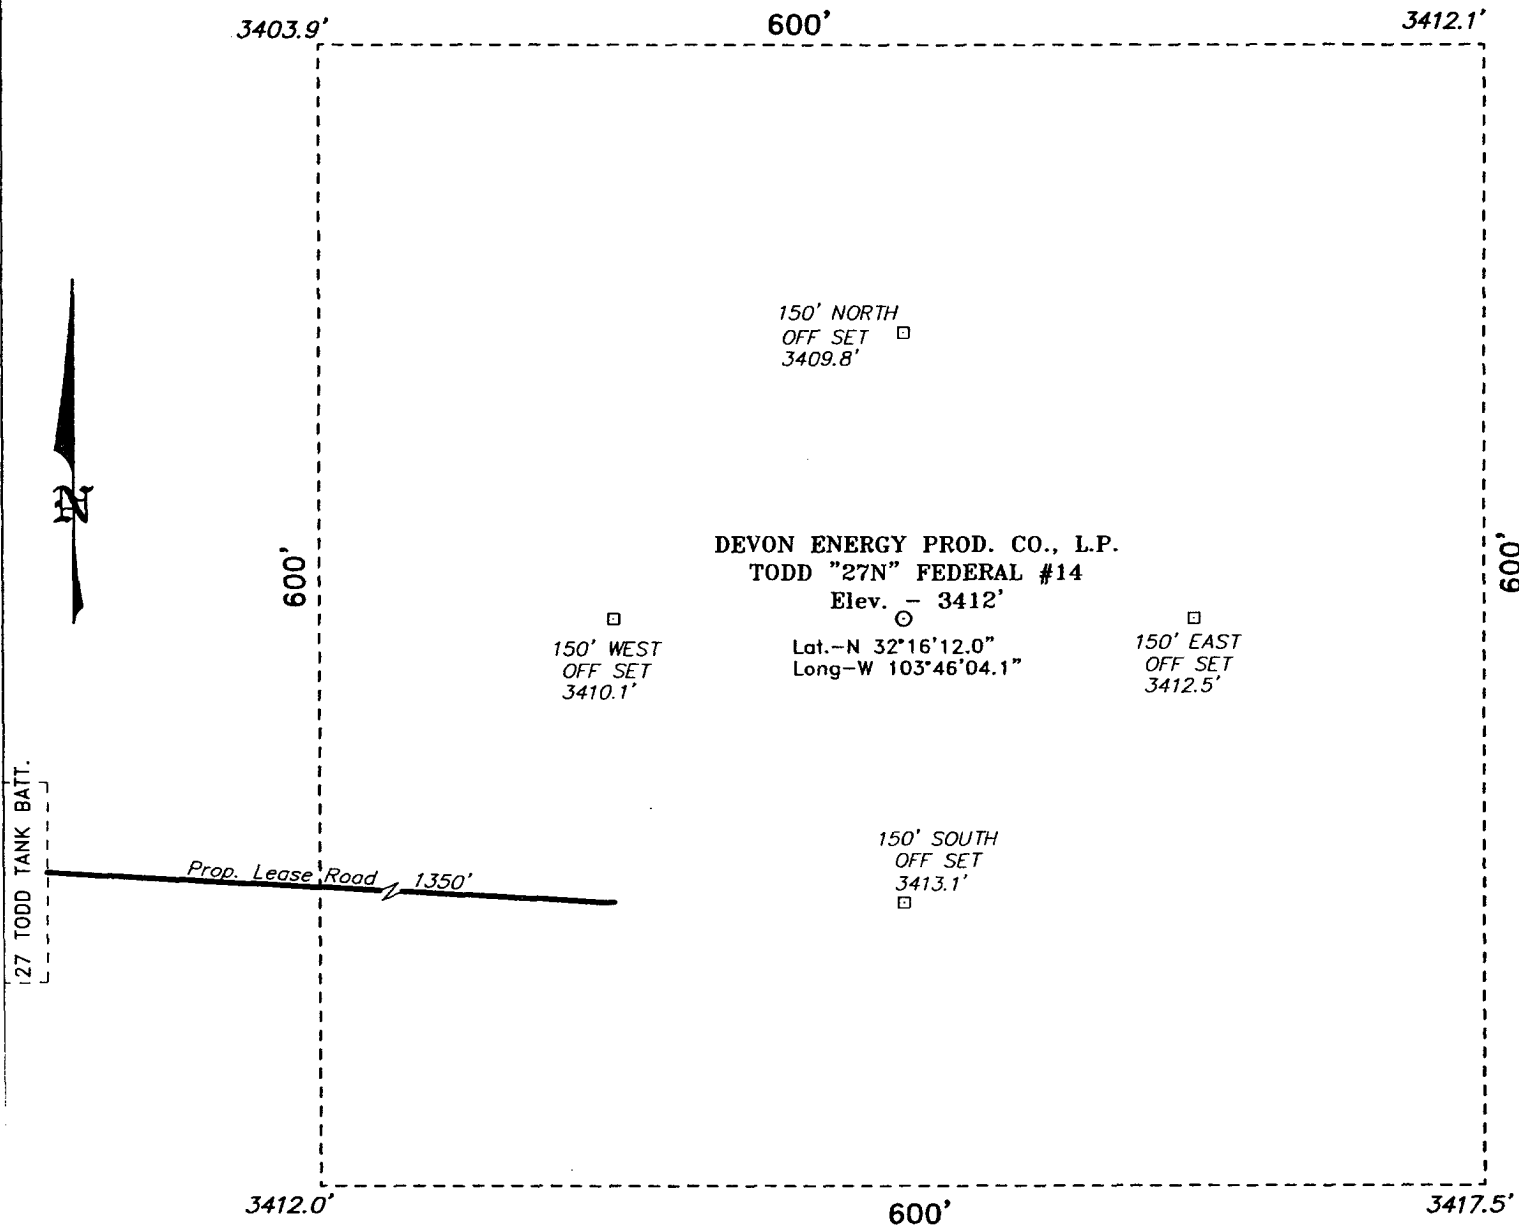 3403.9'
600'
3412.1'
150' NORTH
OFF SET
3409.8'
N
600'
DEVON ENERGY PROD. CO., L.P.
TODD "27N" FEDERAL #14
Elev. - 3412'
Lat.-N 32°16'12.0"
Long-W 103°46'04.1"
150' WEST
OFF SET
3410.1'
150' EAST
OFF SET
3412.5'
600'
27 TODD TANK BATT.
Prop. Lease Road 1350'
150' SOUTH
OFF SET
3413.1'
3412.0'
600'
3417.5'